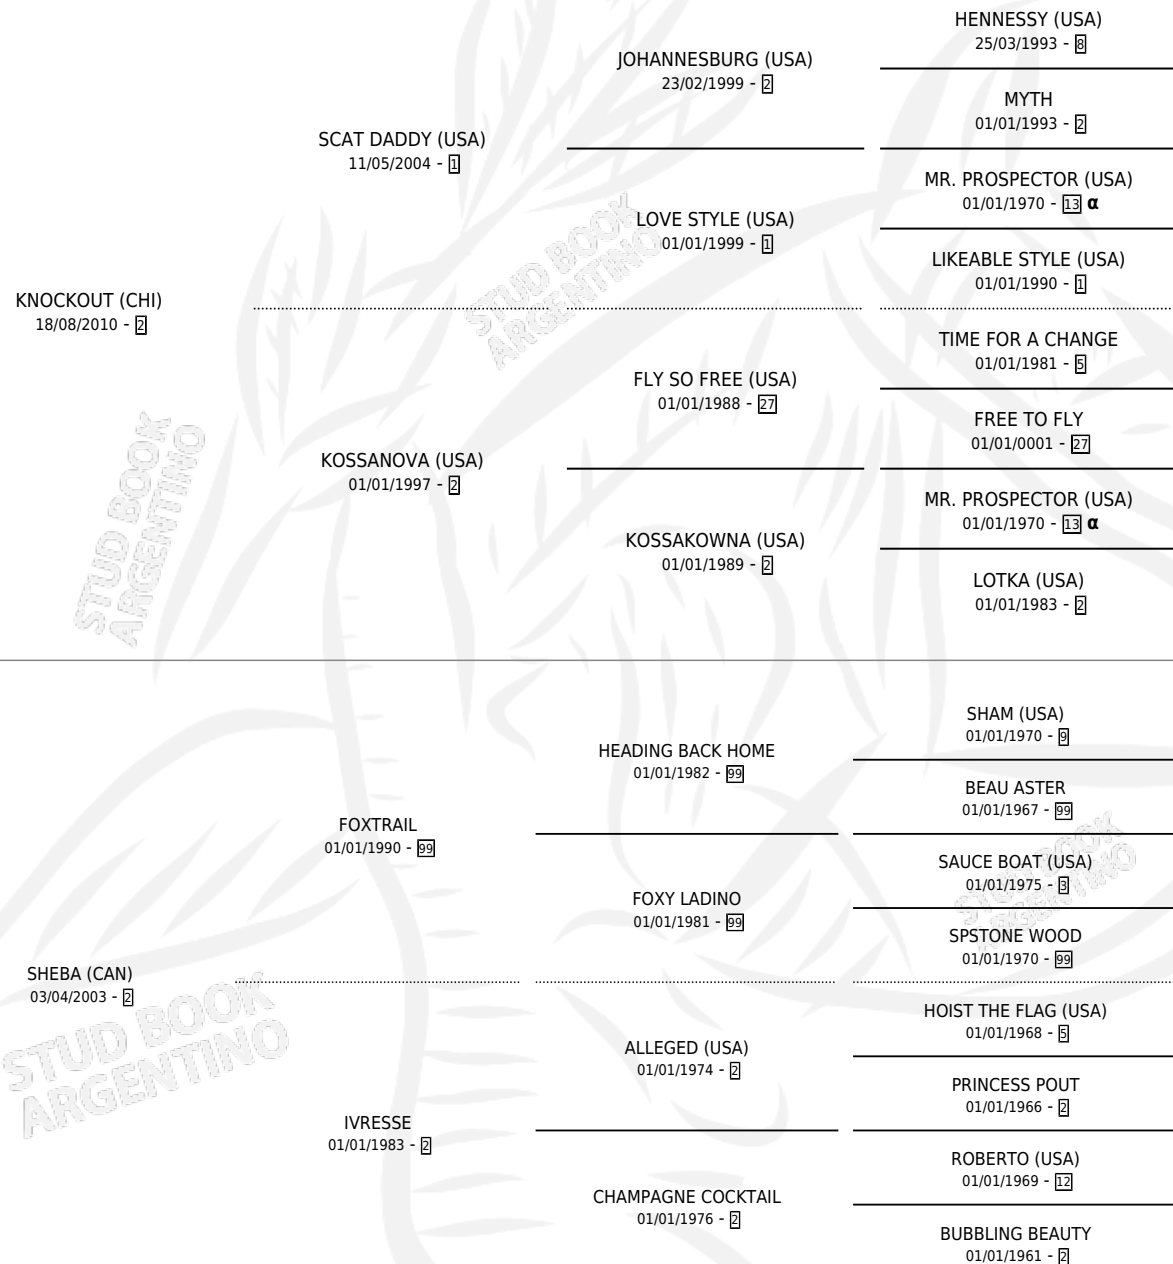 HENNESSY (USA)
25/03/1993 - 8
JOHANNESBURG (USA)
23/02/1999 - 2
MYTH
01/01/1993 - 2
SCAT DADDY (USA)
11/05/2004 - 1
MR. PROSPECTOR (USA)
01/01/1970 - 13 α
LOVE STYLE (USA)
01/01/1999 - 1
LIKEABLE STYLE (USA)
01/01/1990 - 1
STUD BOOK
ARGENTINO
KNOCKOUT (CHI)
18/08/2010 - 2
TIME FOR A CHANGE
01/01/1981 - 5
FLY SO FREE (USA)
01/01/1988 - 27
FREE TO FLY
01/01/0001 - 27
KOSSANOVA (USA)
01/01/1997 - 2
MR. PROSPECTOR (USA)
01/01/1970 - 13 α
KOSSAKOWNA (USA)
01/01/1989 - 2
LOTKA (USA)
01/01/1983 - 2
STUD BOOK
ARGENTINO
SHAM (USA)
01/01/1970 - 9
HEADING BACK HOME
01/01/1982 - 99
BEAU ASTER
01/01/1967 - 99
FOXTRAIL
01/01/1990 - 99
SAUCE BOAT (USA)
01/01/1975 - 3
FOXY LADINO
01/01/1981 - 99
SPSTONE WOOD
01/01/1970 - 99
STUD BOOK
ARGENTINO
SHEBA (CAN)
03/04/2003 - 2
HOIST THE FLAG (USA)
01/01/1968 - 5
ALLEGED (USA)
01/01/1974 - 2
PRINCESS POUT
01/01/1966 - 2
IVRESSE
01/01/1983 - 2
ROBERTO (USA)
01/01/1969 - 12
CHAMPAGNE COCKTAIL
01/01/1976 - 2
BUBBLING BEAUTY
01/01/1961 - 2
STUD BOOK
ARGENTINO